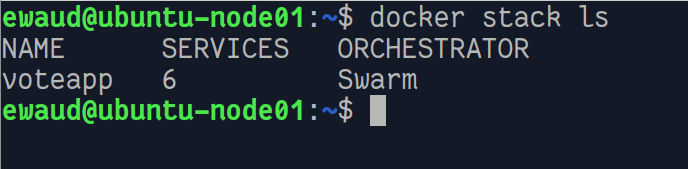 ewaud@ubuntu-node01:~$ docker stack ls
NAME SERVICES ORCHESTRATOR
voteapp 6 Swarm
ewaud@ubuntu-node01:~$